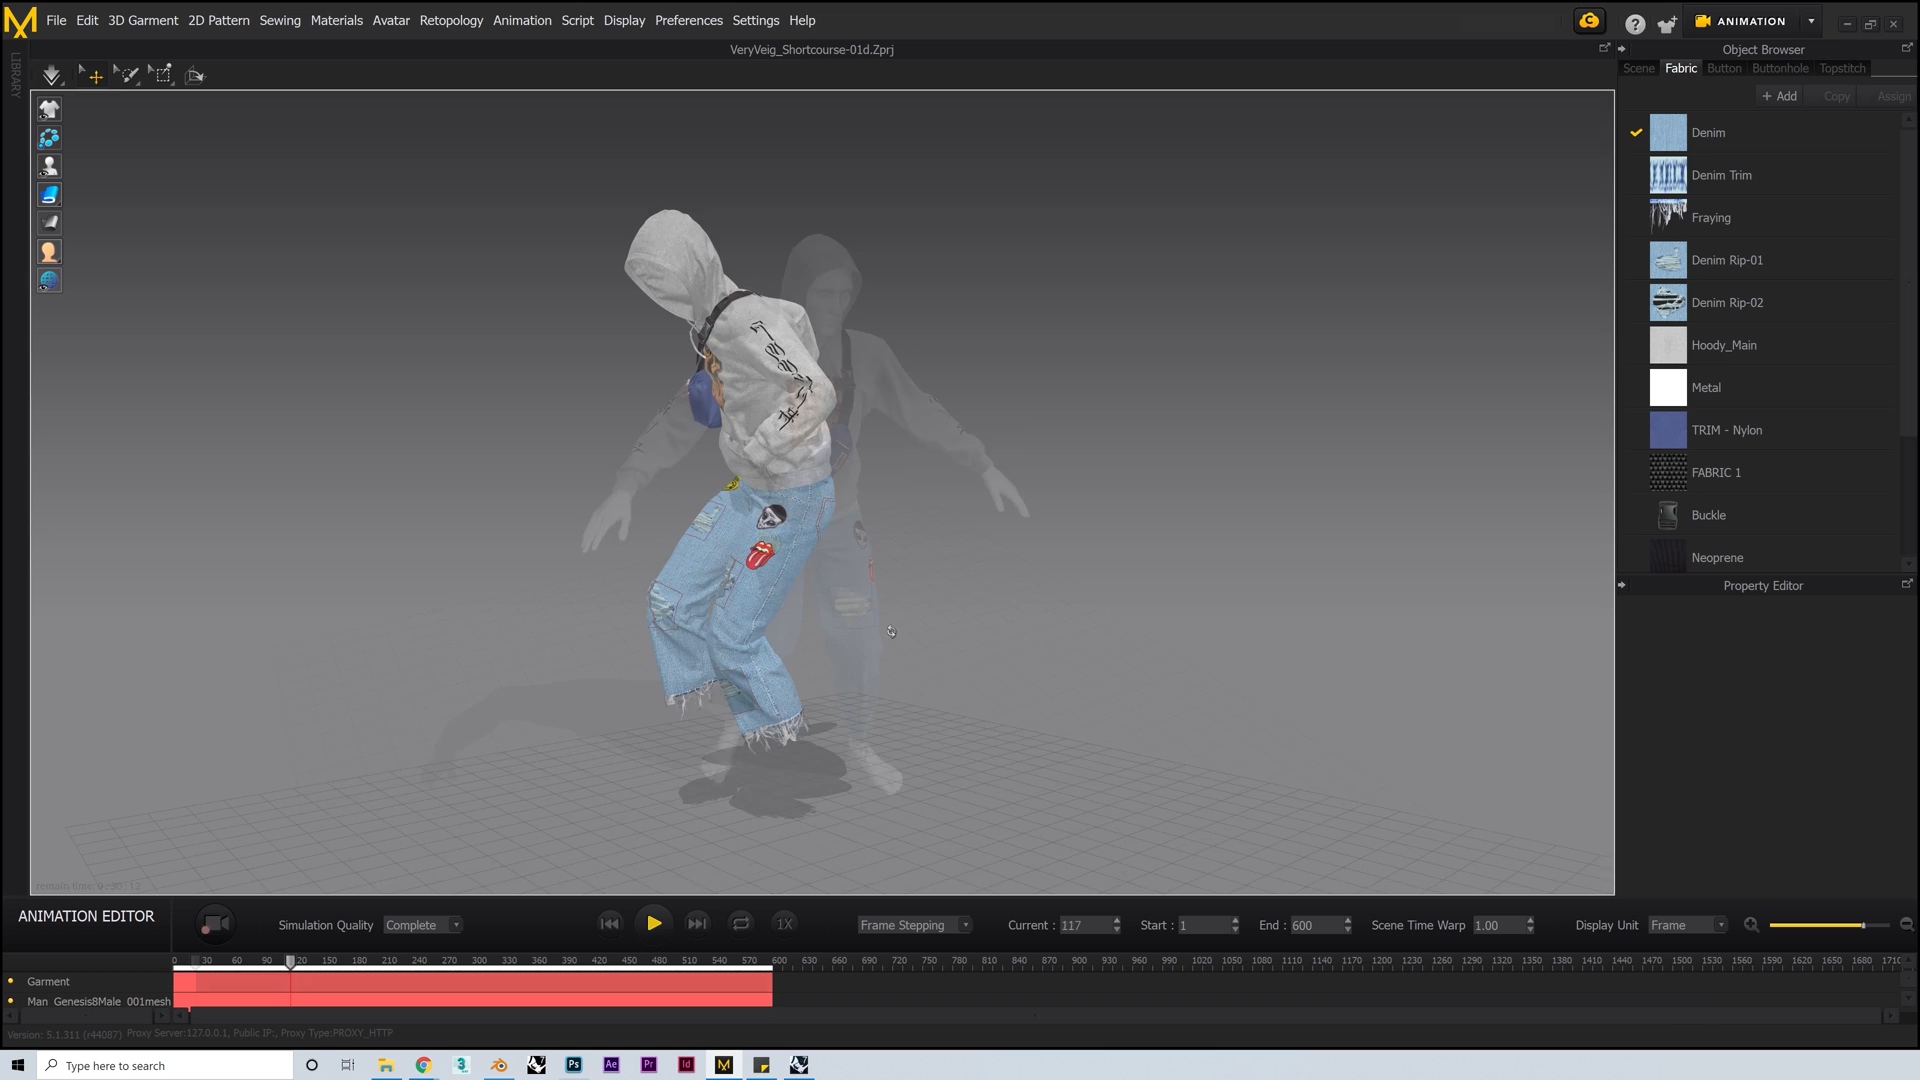 File Edit 3D Garment 2D Pattern Sewing Materials Avatar Retopology Animation Script Display Preferences Settings Help
ANIMATION
VeryVeig_Shortcourse-01d.Zprj
Object Browser
LIBRARY
Scene Fabric Button Buttonhole Topstitch
+ Add Copy Assign
Denim
Denim Trim
Fraying
Denim Rip-01
Denim Rip-02
Hoody_Main
Metal
TRIM - Nylon
FABRIC 1
Buckle
Neoprene
Property Editor
ANIMATION EDITOR
Simulation Quality Complete
1X
Frame Stepping
Current : 117 Start : 1 End : 600 Scene Time Warp 1.00 Display Unit Frame
0 30 60 90 120 150 180 210 240 270 300 330 360 390 420 450 480 510 540 570 600 630 660 690 720 750 780 810 840 870 900 930 960 990 1020 1050 1080 1110 1140 1170 1200 1230 1260 1290 1320 1350 1380 1410 1440 1470 1500 1530 1560 1590 1620 1650 1680 1710
Garment
Man_Genesis8Male_001mesh
Version: 5.1.311 (r44087) Proxy Server:127.0.0.1, Public IP:, Proxy Type:PROXY_HTTP
Type here to search
Ps Ae Pr Id